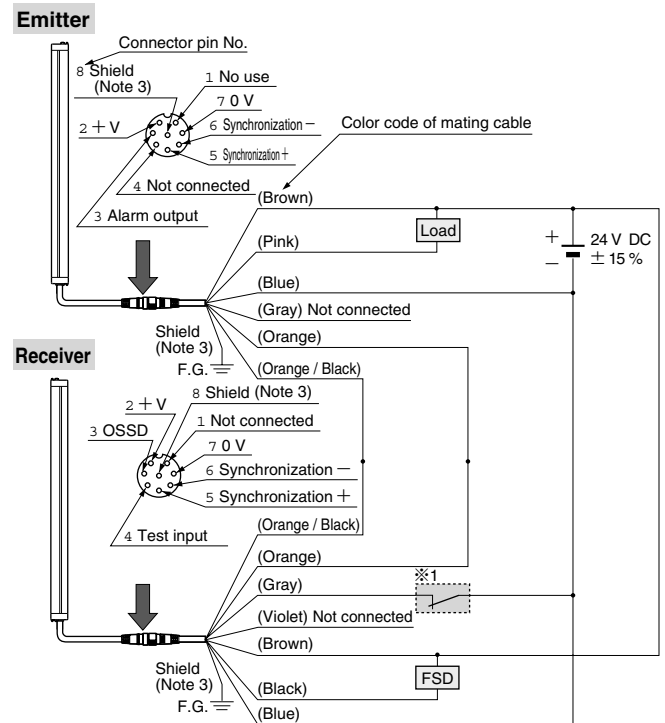 Emitter
Connector pin No.
8 Shield
(Note 3)
1 No use
7 0 V
2 + V
6 Synchronization −
Color code of mating cable
5 Synchronization +
4 Not connected
3 Alarm output
(Brown)
Load
+
−
24 V DC
± 15 %
(Pink)
(Blue)
(Gray) Not connected
(Orange)
Shield
(Note 3)
F.G.
(Orange / Black)
Receiver
8 Shield (Note 3)
2 + V
1 Not connected
3 OSSD
7 0 V
6 Synchronization −
5 Synchronization +
4 Test input
(Orange / Black)
(Orange)
※1
(Gray)
(Violet) Not connected
(Brown)
FSD
Shield
(Note 3)
F.G.
(Black)
(Blue)